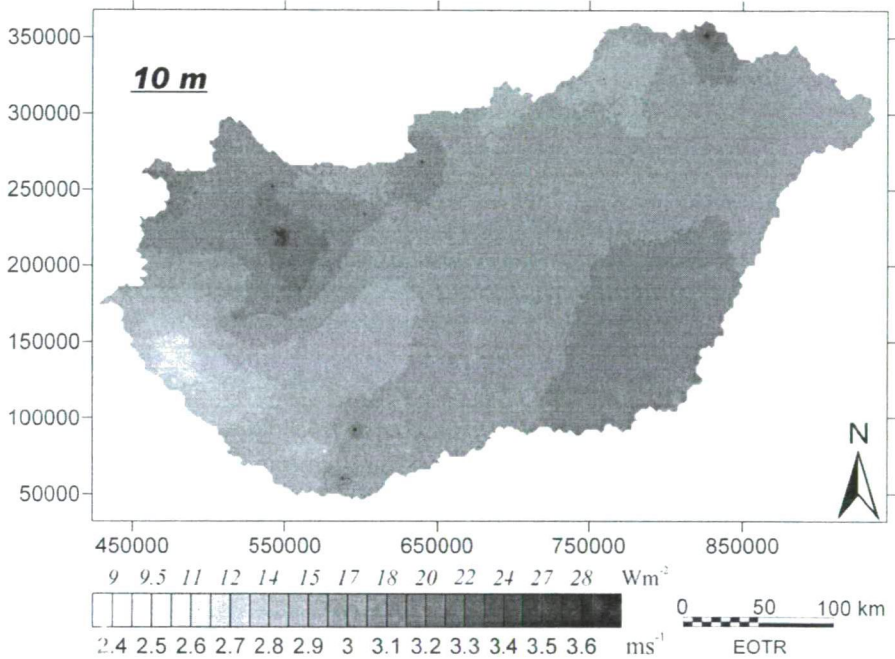 350000
10 m
300000
250000
200000
150000
100000
N
50000
450000 550000 650000 750000 850000
9 9.5 11 12 14 15 17 18 20 22 24 27 28 Wm-2
0 50 100 km
2.4 2.5 2.6 2.7 2.8 2.9 3 3.1 3.2 3.3 3.4 3.5 3.6 ms-1
EOTR